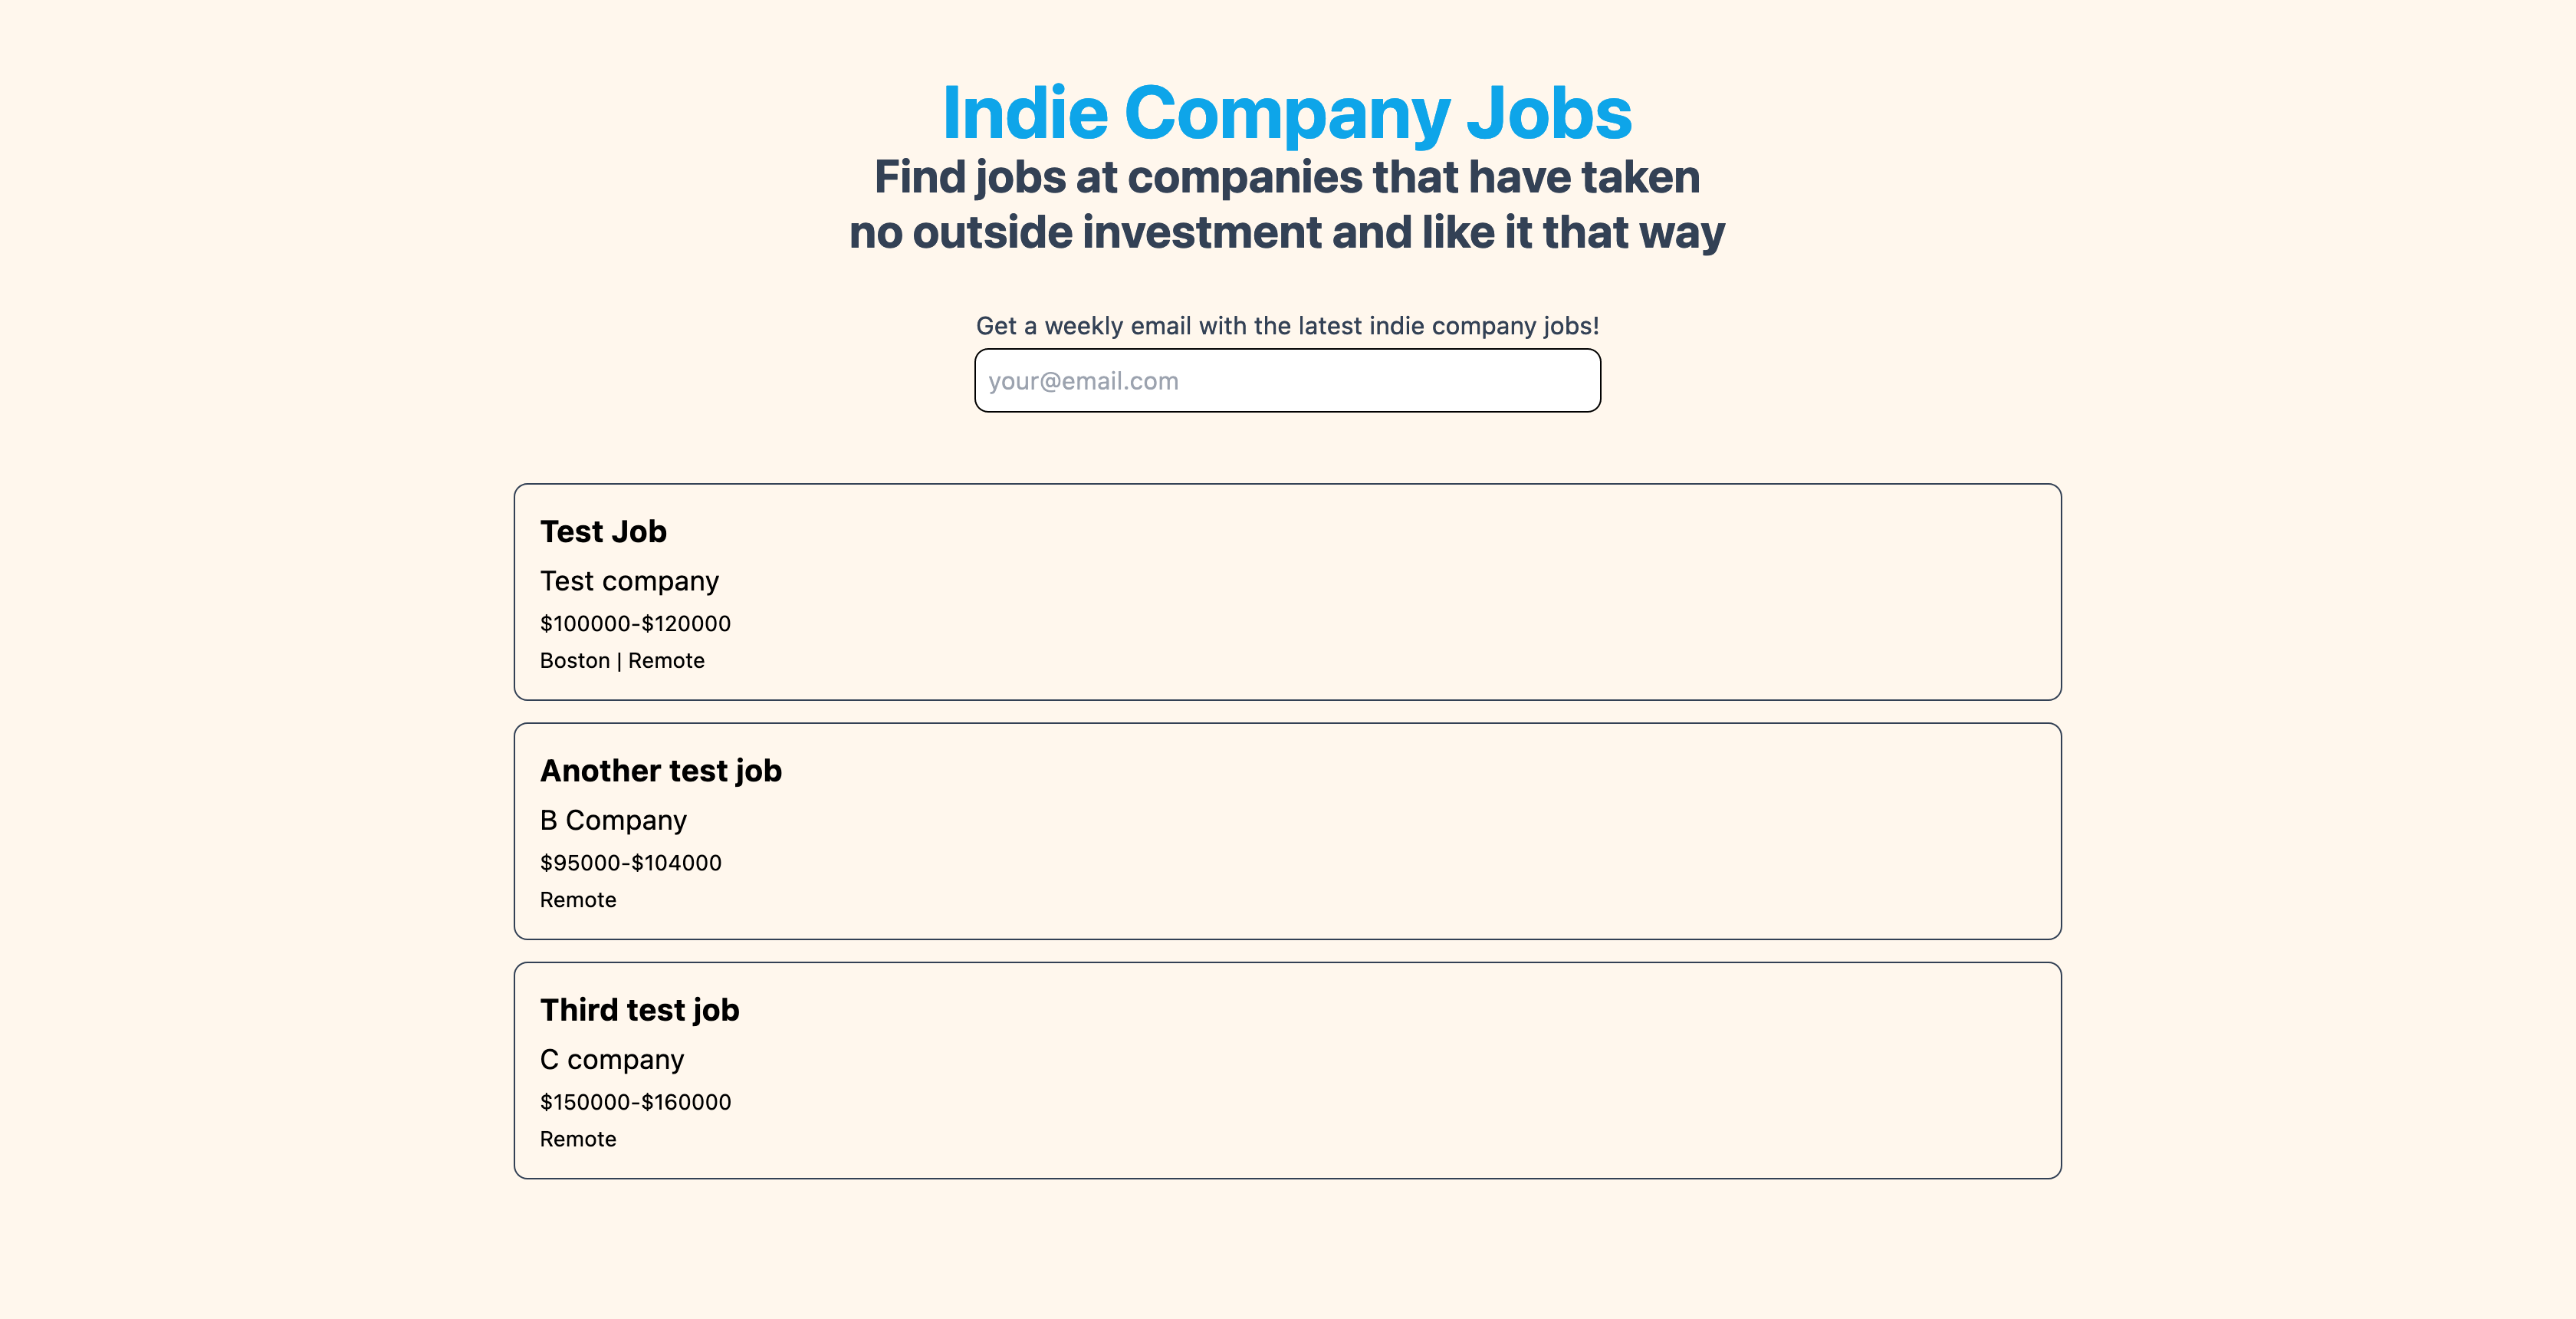 Indie Company Jobs
Find jobs at companies that have taken
no outside investment and like it that way
Get a weekly email with the latest indie company jobs!
your@email.com
Test Job
Test company
$100000-$120000
Boston | Remote
Another test job
B Company
$95000-$104000
Remote
Third test job
C company
$150000-$160000
Remote